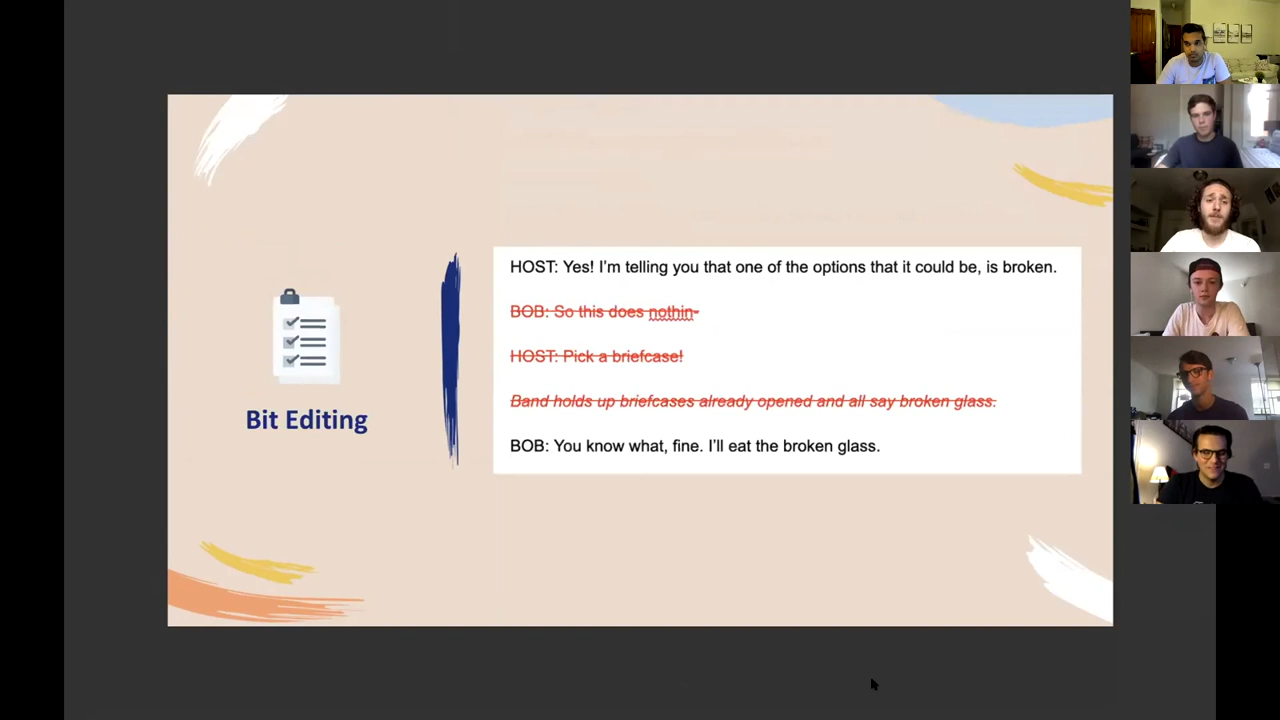 HOST: Yes! I'm telling you that one of the options that it could be, is broken.
BOB: So this does nothin-
HOST: Pick a briefcase!
Band holds up briefcases already opened and all say broken glass.
BOB: You know what, fine. I'll eat the broken glass.
Bit Editing